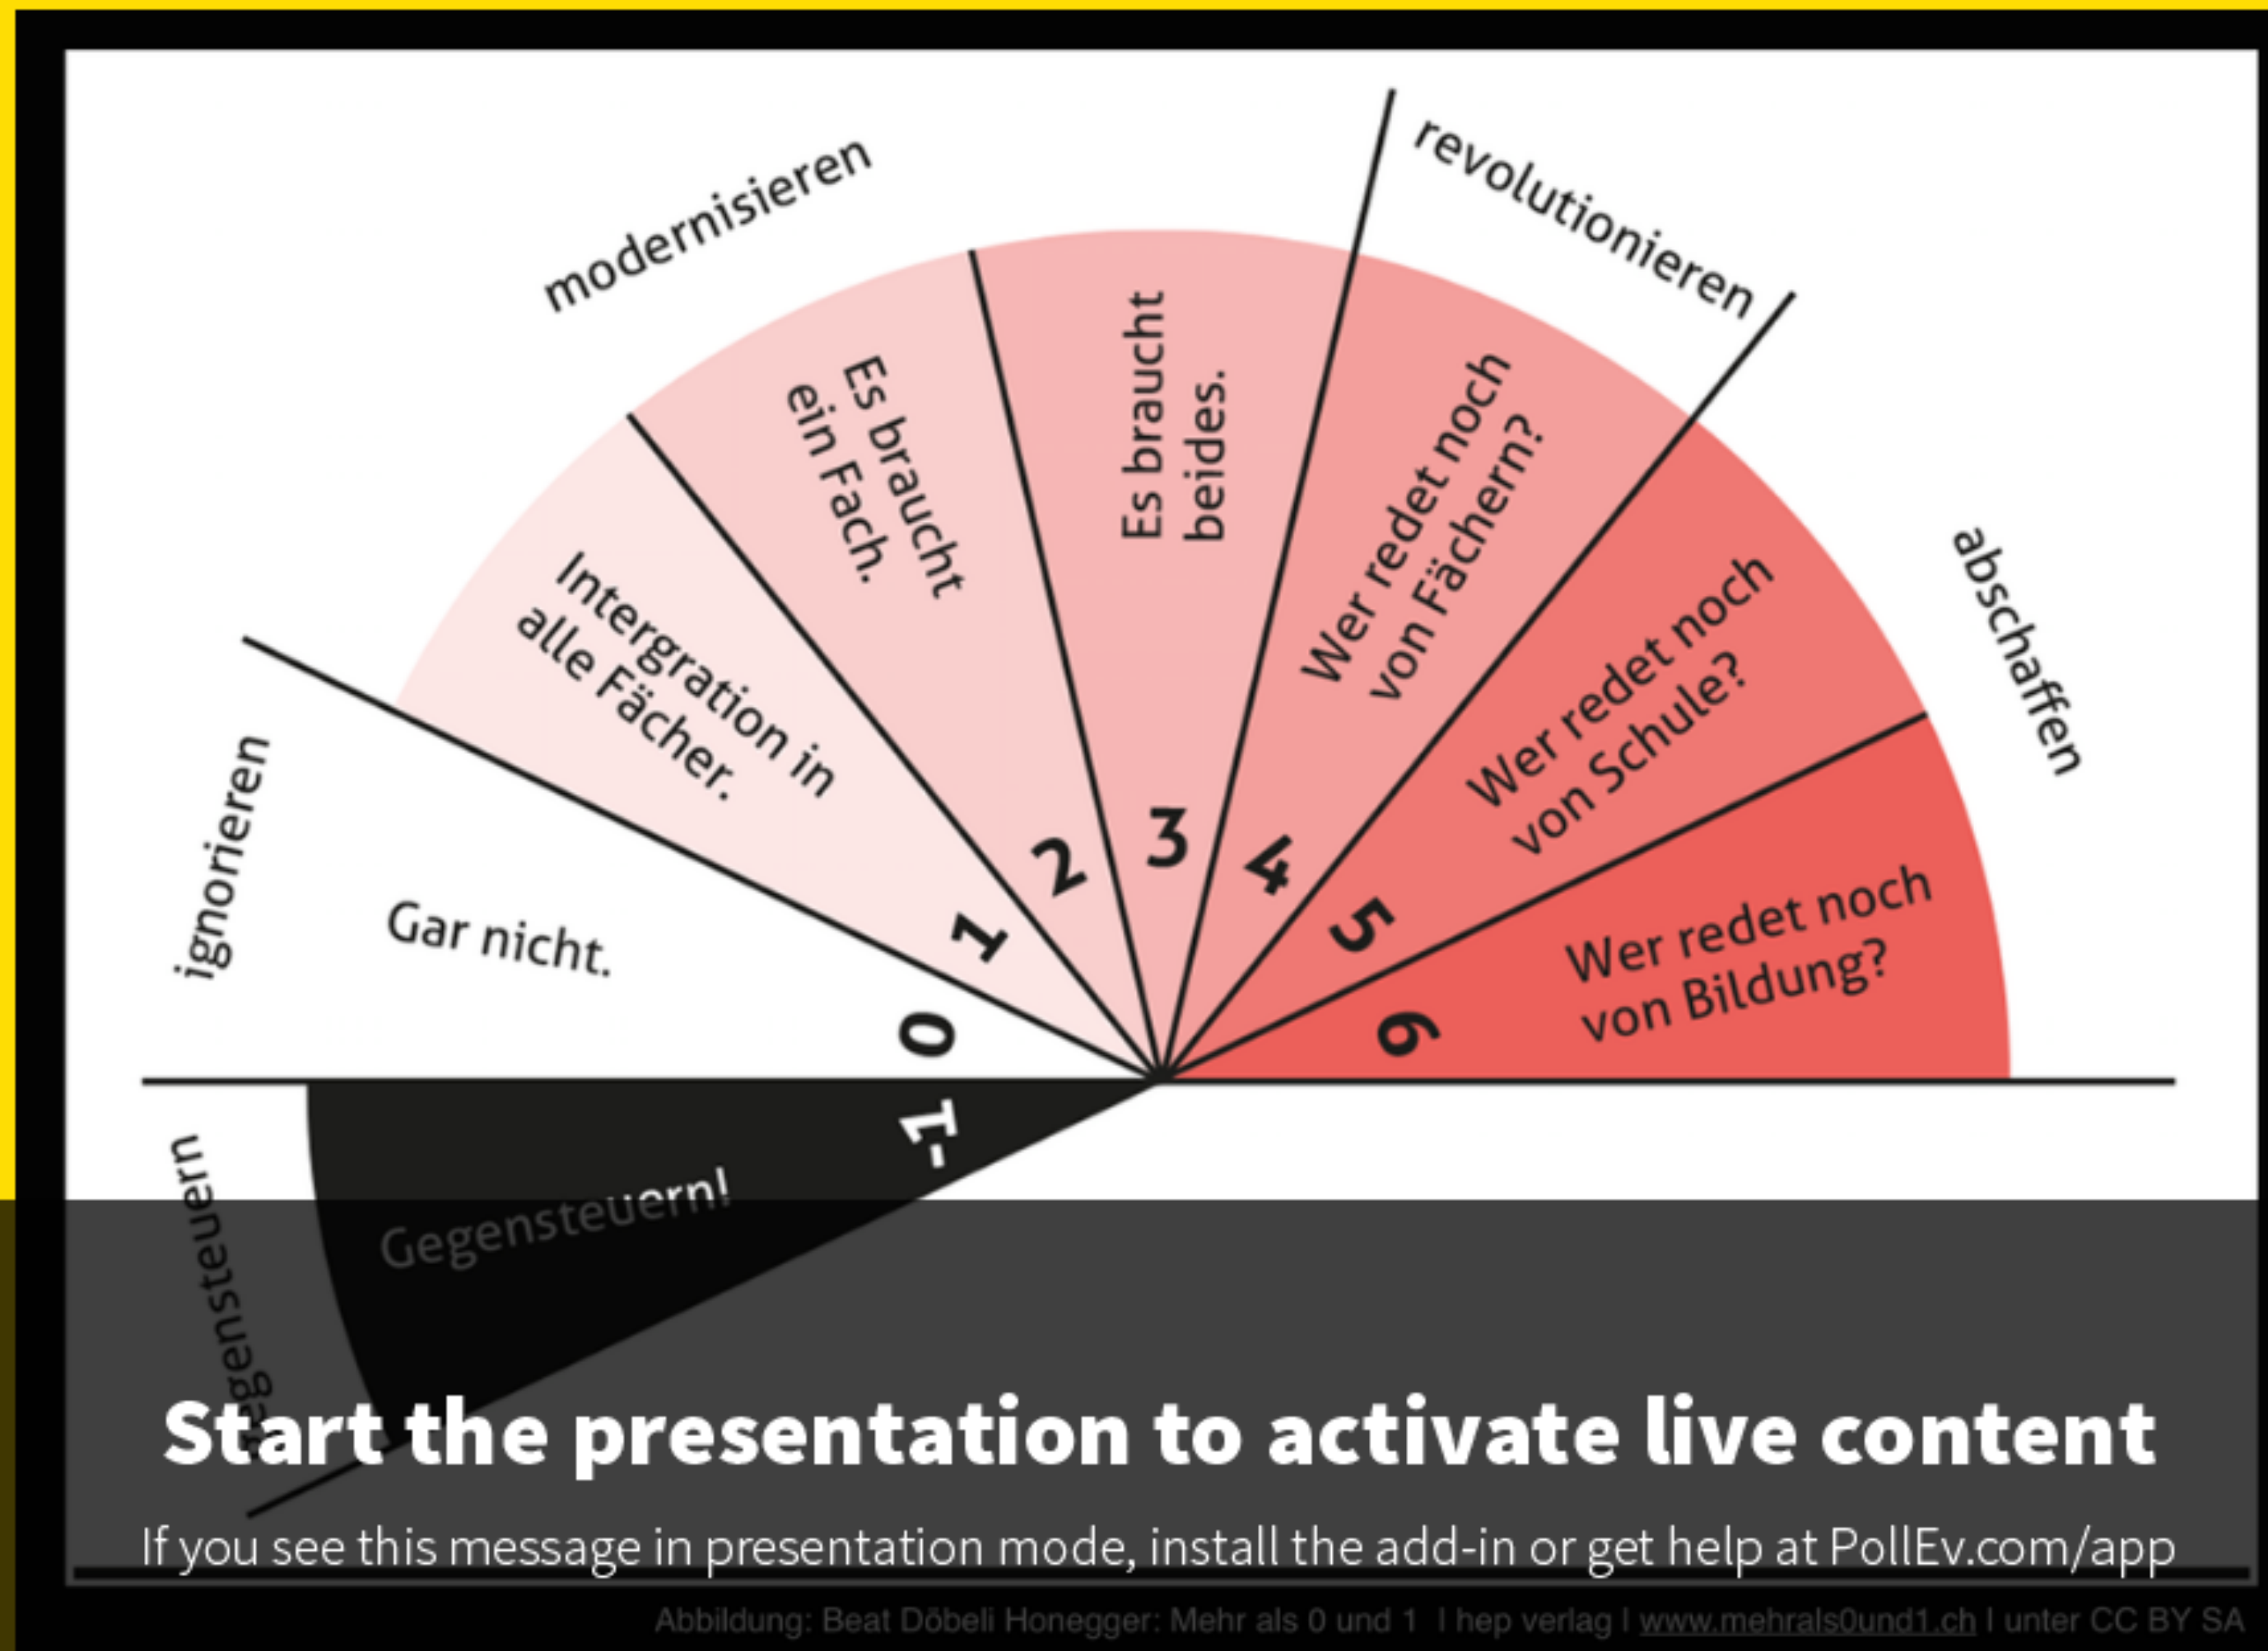 modernisieren
revolutionieren
abschaffen
ignorieren
gegensteuern
Gar nicht.
0
Intergration in
alle Fächer.
1
Es braucht
ein Fach.
2
Es braucht
beides.
3
Wer redet noch
von Fächern?
4
Wer redet noch
von Schule?
5
Wer redet noch
von Bildung?
6
-1
Gegensteuern!
Start the presentation to activate live content
If you see this message in presentation mode, install the add-in or get help at PollEv.com/app
Abbildung: Beat Döbeli Honegger: Mehr als 0 und 1 I hep verlag I www.mehrals0und1.ch I unter CC BY SA